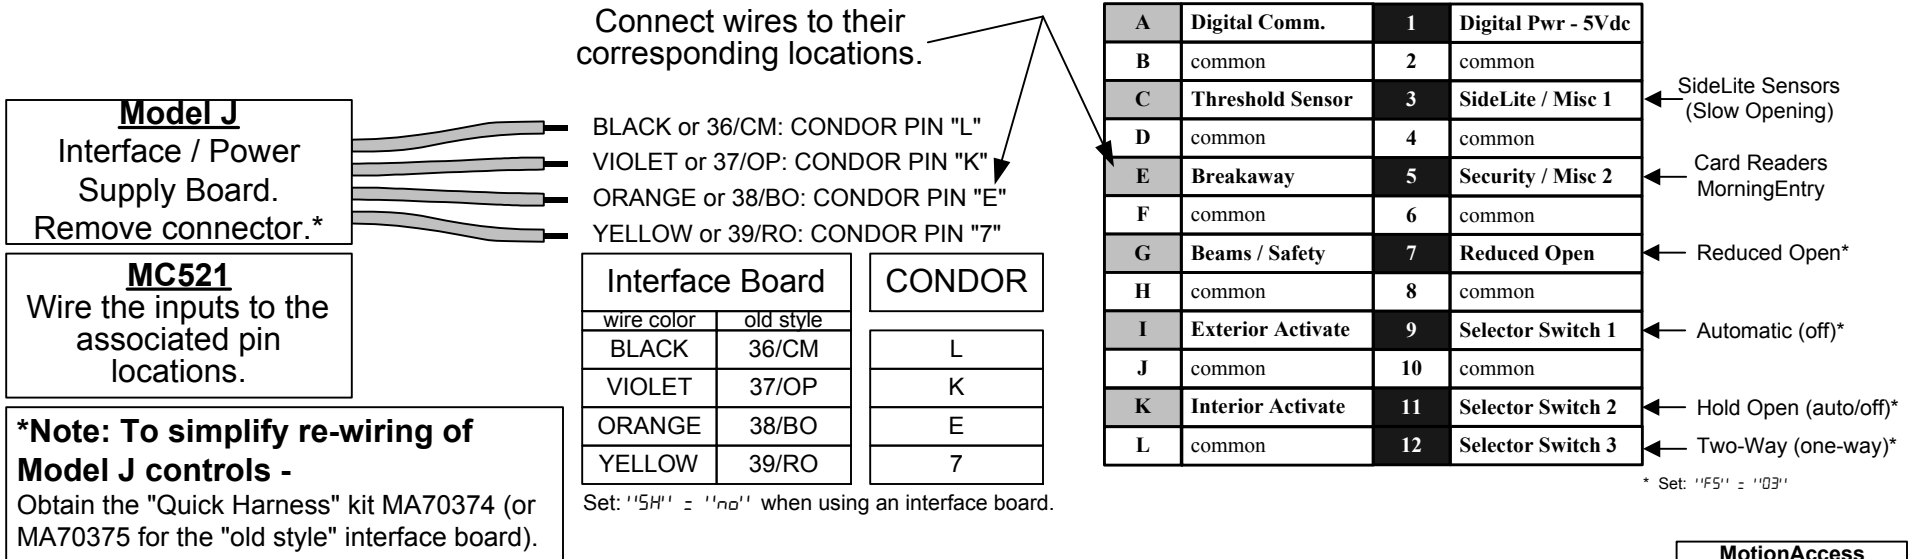 Connect wires to their
corresponding locations.
Model J
Interface / Power
Supply Board.
Remove connector.*
BLACK or 36/CM: CONDOR PIN "L"
VIOLET or 37/OP: CONDOR PIN "K"
ORANGE or 38/BO: CONDOR PIN "E"
YELLOW or 39/RO: CONDOR PIN "7"
MC521
Wire the inputs to the
associated pin
locations.
*Note: To simplify re-wiring of
Model J controls -
Obtain the "Quick Harness" kit MA70374 (or
MA70375 for the "old style" interface board).
Interface Board CONDOR
wire color old style
BLACK 36/CM L
VIOLET 37/OP K
ORANGE 38/BO E
YELLOW 39/RO 7
Set: "SH" = "no" when using an interface board.
A Digital Comm. 1 Digital Pwr - 5Vdc
B common 2 common
C Threshold Sensor 3 SideLite / Misc 1
D common 4 common
E Breakaway 5 Security / Misc 2
F common 6 common
G Beams / Safety 7 Reduced Open
H common 8 common
I Exterior Activate 9 Selector Switch 1
J common 10 common
K Interior Activate 11 Selector Switch 2
L common 12 Selector Switch 3
SideLite Sensors
(Slow Opening)
Card Readers
MorningEntry
Reduced Open*
Automatic (off)*
Hold Open (auto/off)*
Two-Way (one-way)*
* Set: "FS" = "03"
MotionAccess